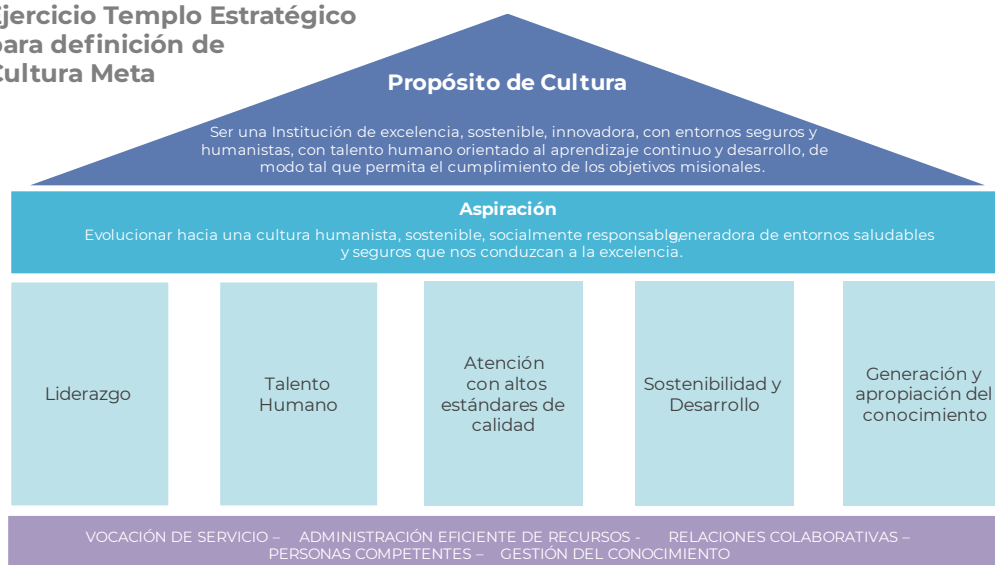 Ejercicio Templo Estratégico
para definición de
Cultura Meta
Propósito de Cultura
Ser una Institución de excelencia, sostenible, innovadora, con entornos seguros y
humanistas, con talento humano orientado al aprendizaje continuo y desarrollo, de
modo tal que permita el cumplimiento de los objetivos misionales.
Aspiración
Evolucionar hacia una cultura humanista, sostenible, socialmente responsable, generadora de entornos saludables
y seguros que nos conduzcan a la excelencia.
Liderazgo
Talento
Humano
Atención
con altos
estándares de
calidad
Sostenibilidad y
Desarrollo
Generación y
apropiación del
conocimiento
VOCACIÓN DE SERVICIO – ADMINISTRACIÓN EFICIENTE DE RECURSOS - RELACIONES COLABORATIVAS –
PERSONAS COMPETENTES – GESTIÓN DEL CONOCIMIENTO